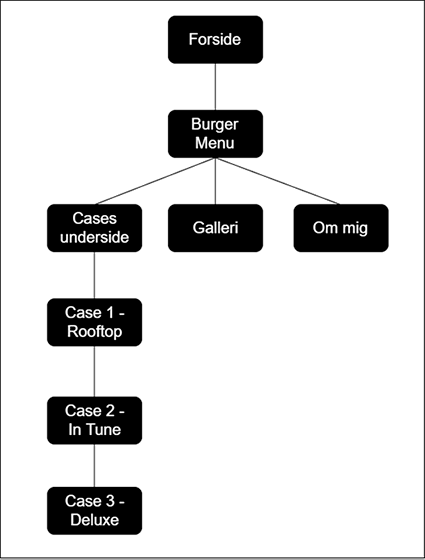 Forside
Burger
Menu
Cases
underside
Galleri
Om mig
Case 1 -
Rooftop
Case 2 -
In Tune
Case 3 -
Deluxe